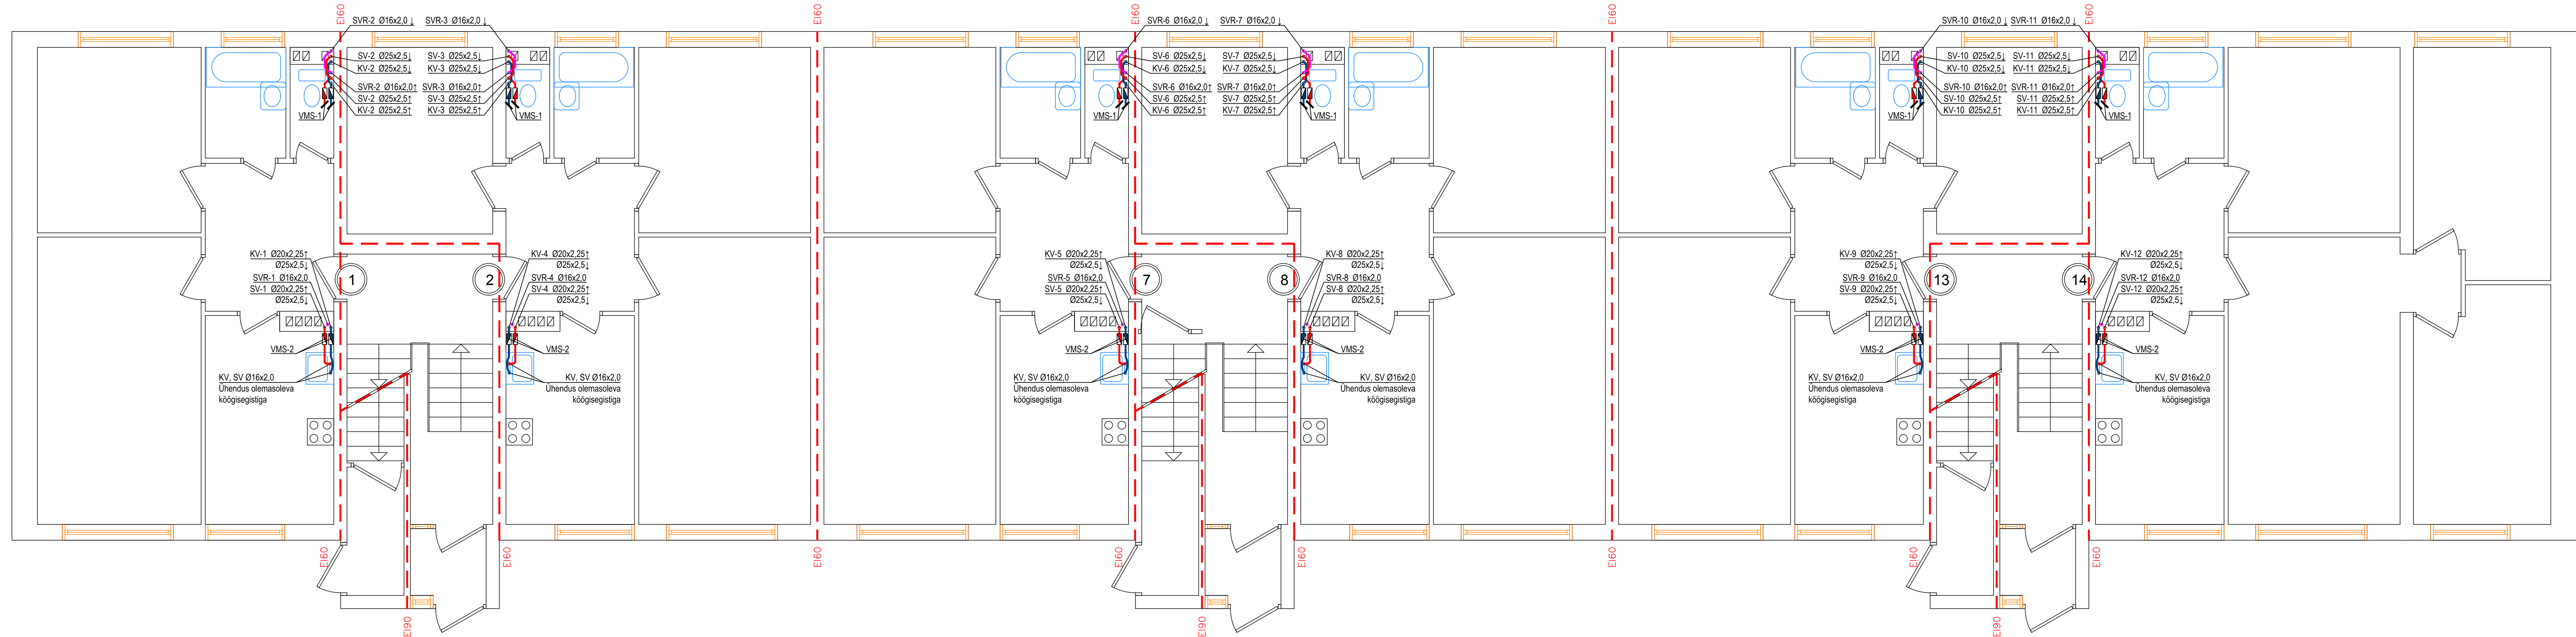 EI60
EI60
EI60
EI60
EI60
SVR-2 Ø16x2,0↓
SVR-3 Ø16x2,0↓
SV-2 Ø25x2,5↓
SV-3 Ø25x2,5↓
KV-2 Ø25x2,5↓
KV-3 Ø25x2,5↓
SVR-2 Ø16x2,0↑
SVR-3 Ø16x2,0↑
SV-2 Ø25x2,5↑
SV-3 Ø25x2,5↑
KV-2 Ø25x2,5↑
KV-3 Ø25x2,5↑
VMS-1
VMS-1
SVR-6 Ø16x2,0↓
SVR-7 Ø16x2,0↓
SV-6 Ø25x2,5↓
SV-7 Ø25x2,5↓
KV-6 Ø25x2,5↓
KV-7 Ø25x2,5↓
SVR-6 Ø16x2,0↑
SVR-7 Ø16x2,0↑
SV-6 Ø25x2,5↑
SV-7 Ø25x2,5↑
KV-6 Ø25x2,5↑
KV-7 Ø25x2,5↑
VMS-1
VMS-1
SVR-10 Ø16x2,0↓
SVR-11 Ø16x2,0↓
SV-10 Ø25x2,5↓
SV-11 Ø25x2,5↓
KV-10 Ø25x2,5↓
KV-11 Ø25x2,5↓
SVR-10 Ø16x2,0↑
SVR-11 Ø16x2,0↑
SV-10 Ø25x2,5↑
SV-11 Ø25x2,5↑
KV-10 Ø25x2,5↑
KV-11 Ø25x2,5↑
VMS-1
VMS-1
KV-1 Ø20x2,25↑
Ø25x2,5↓
SVR-1 Ø16x2,0
SV-1 Ø20x2,25↑
Ø25x2,5↓
1
2
KV-4 Ø20x2,25↑
Ø25x2,5↓
SVR-4 Ø16x2,0
SV-4 Ø20x2,25↑
Ø25x2,5↓
VMS-2
VMS-2
KV, SV Ø16x2,0
Ühendus olemasoleva
köögisegistiga
KV, SV Ø16x2,0
Ühendus olemasoleva
köögisegistiga
KV-5 Ø20x2,25↑
Ø25x2,5↓
SVR-5 Ø16x2,0
SV-5 Ø20x2,25↑
Ø25x2,5↓
7
8
KV-8 Ø20x2,25↑
Ø25x2,5↓
SVR-8 Ø16x2,0
SV-8 Ø20x2,25↑
Ø25x2,5↓
VMS-2
VMS-2
KV, SV Ø16x2,0
Ühendus olemasoleva
köögisegistiga
KV, SV Ø16x2,0
Ühendus olemasoleva
köögisegistiga
KV-9 Ø20x2,25↑
Ø25x2,5↓
SVR-9 Ø16x2,0
SV-9 Ø20x2,25↑
Ø25x2,5↓
13
14
KV-12 Ø20x2,25↑
Ø25x2,5↓
SVR-12 Ø16x2,0
SV-12 Ø20x2,25↑
Ø25x2,5↓
VMS-2
VMS-2
KV, SV Ø16x2,0
Ühendus olemasoleva
köögisegistiga
KV, SV Ø16x2,0
Ühendus olemasoleva
köögisegistiga
EI60
EI60
EI60
EI60
EI60
EI60
EI60
EI60
EI90
EI90
EI90